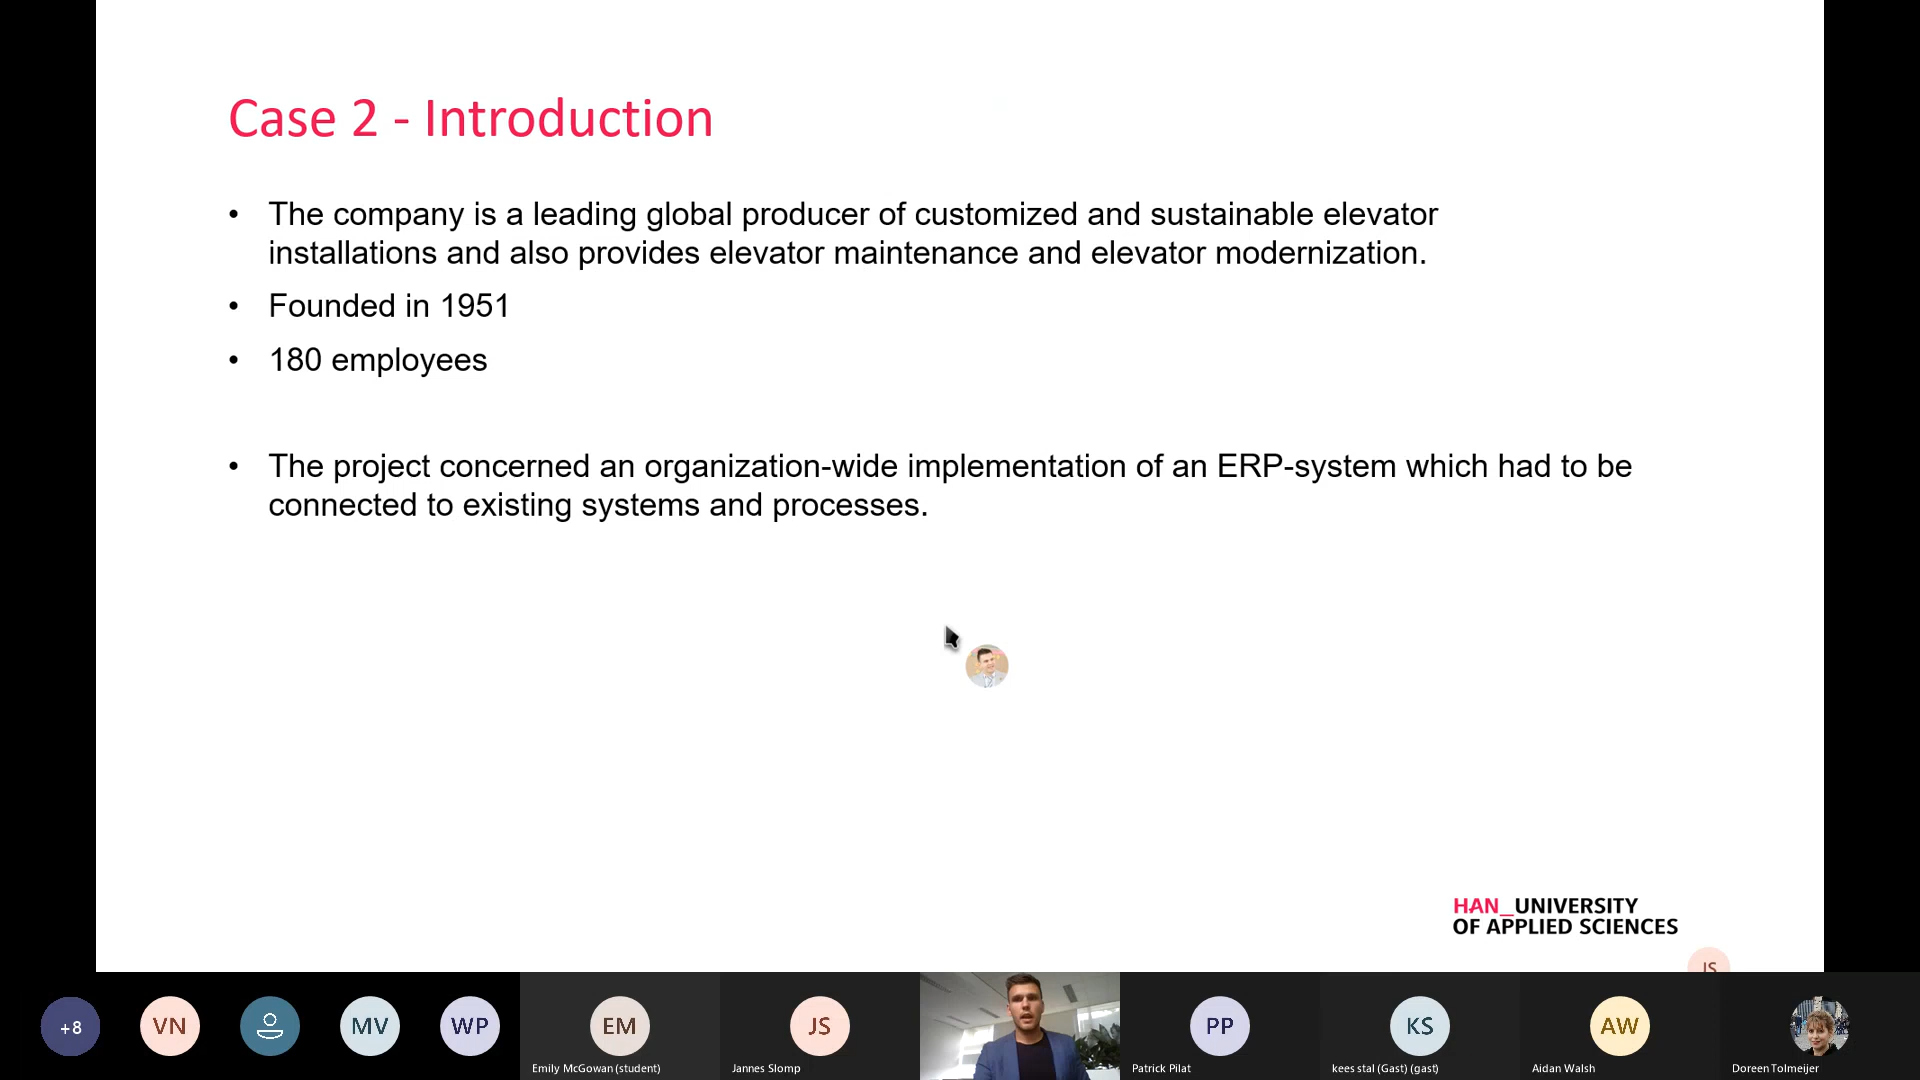 Case 2 - Introduction
• The company is a leading global producer of customized and sustainable elevator
installations and also provides elevator maintenance and elevator modernization.
• Founded in 1951
• 180 employees
• The project concerned an organization-wide implementation of an ERP-system which had to be
connected to existing systems and processes.
HAN_UNIVERSITY
OF APPLIED SCIENCES
JS
+8
VN
MV
WP
EM
JS
PP
KS
AW
Emily McGowan (student)
Jannes Slomp
Patrick Pilat
kees stal (Gast) (gast)
Aidan Walsh
Doreen Tolmeijer